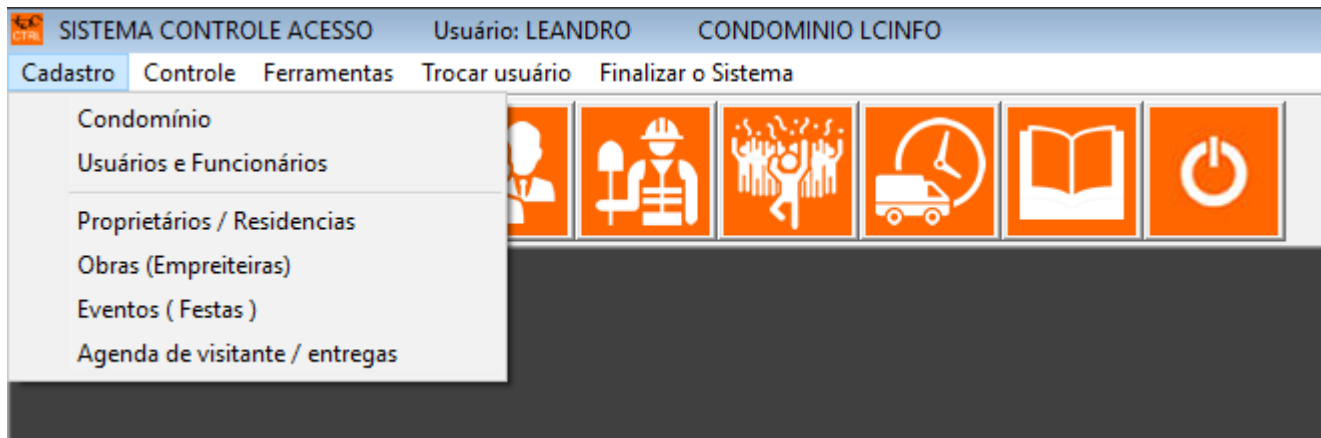 CTRL SISTEMA CONTROLE ACESSO Usuário: LEANDRO CONDOMINIO LCINFO
Cadastro Controle Ferramentas Trocar usuário Finalizar o Sistema
Condomínio
Usuários e Funcionários
Proprietários / Residencias
Obras (Empreiteiras)
Eventos ( Festas )
Agenda de visitante / entregas